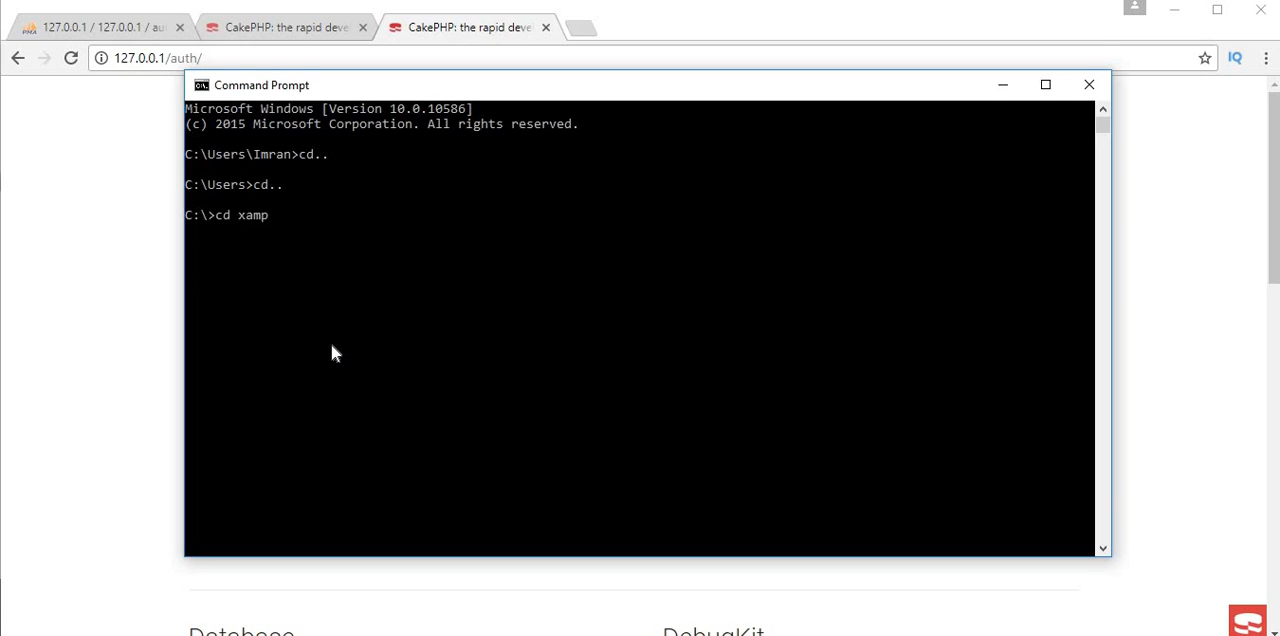 127.0.0.1 / 127.0.0.1 / au
CakePHP: the rapid deve
CakePHP: the rapid deve
127.0.0.1/auth/
IQ
Command Prompt
Microsoft Windows [Version 10.0.10586]
(c) 2015 Microsoft Corporation. All rights reserved.
C:\Users\Imran>cd..
C:\Users>cd..
C:\>cd xamp
Database
DebugKit